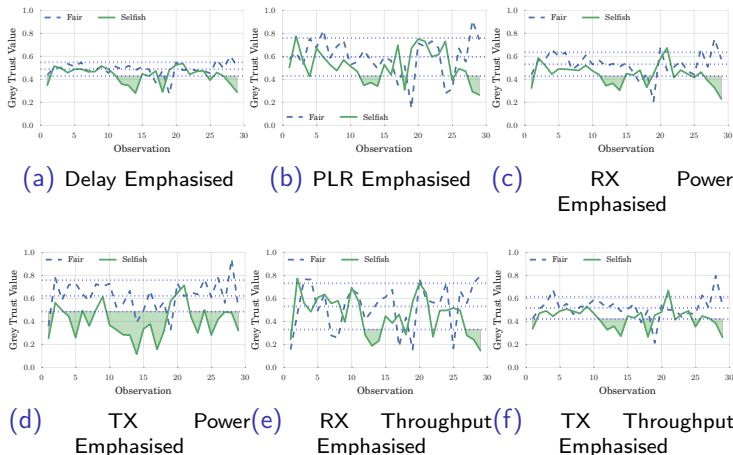 1.0
0.8
0.6
0.4
0.2
0.0
Grey Trust Value
Fair Selfish
0 5 10 15 20 25 30
Observation
(a) Delay Emphasised
1.0
0.8
0.6
0.4
0.2
0.0
Grey Trust Value
Fair Selfish
0 5 10 15 20 25 30
Observation
(b) PLR Emphasised
1.0
0.8
0.6
0.4
0.2
0.0
Grey Trust Value
Fair Selfish
0 5 10 15 20 25 30
Observation
(c) RX Power
Emphasised
1.0
0.8
0.6
0.4
0.2
0.0
Grey Trust Value
Fair Selfish
0 5 10 15 20 25 30
Observation
(d) TX Power
Emphasised
1.0
0.8
0.6
0.4
0.2
0.0
Grey Trust Value
Fair Selfish
0 5 10 15 20 25 30
Observation
(e) RX Throughput
Emphasised
1.0
0.8
0.6
0.4
0.2
0.0
Grey Trust Value
Fair Selfish
0 5 10 15 20 25 30
Observation
(f) TX Throughput
Emphasised